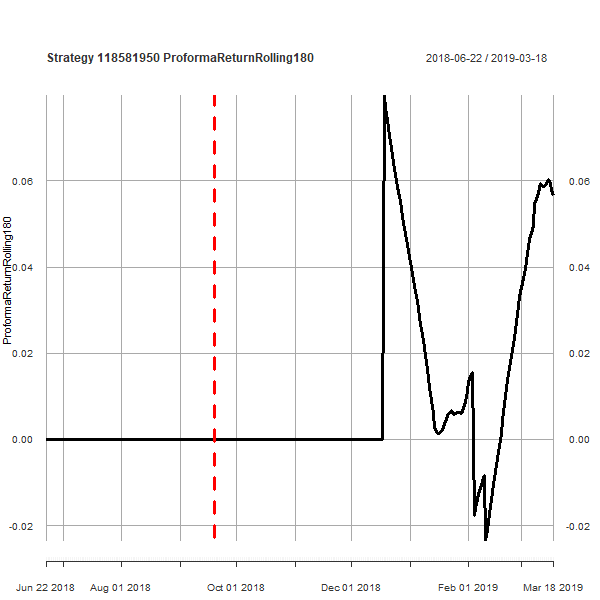 Strategy 118581950 ProformaReturnRolling180
2018-06-22 / 2019-03-18
ProformaReturnRolling180
0.06
0.04
0.02
0.00
-0.02
0.06
0.04
0.02
0.00
-0.02
Jun 22 2018 Aug 01 2018 Oct 01 2018 Dec 01 2018 Feb 01 2019 Mar 18 2019